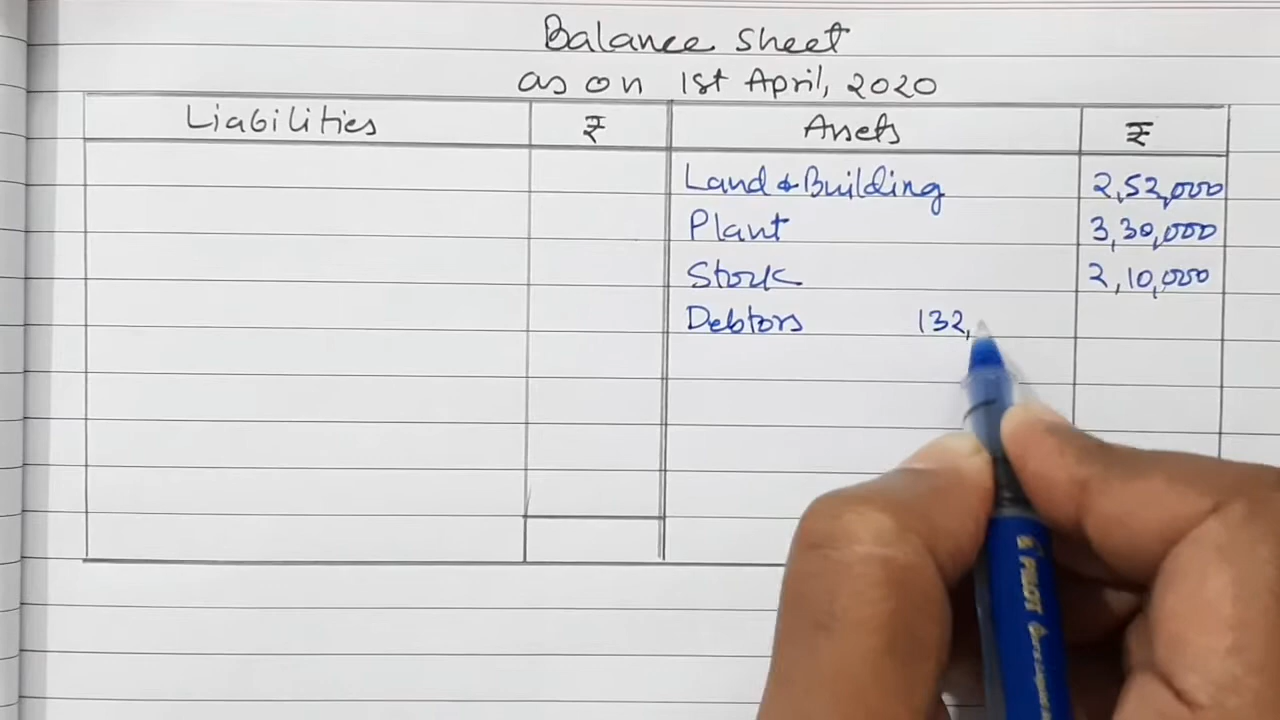 Balance Sheet
as on 1st April, 2020
Liabilities ₹ Assets ₹
Land & Building 2,52,000
Plant 3,30,000
Stock 2,10,000
Debtors 132,
PILOT